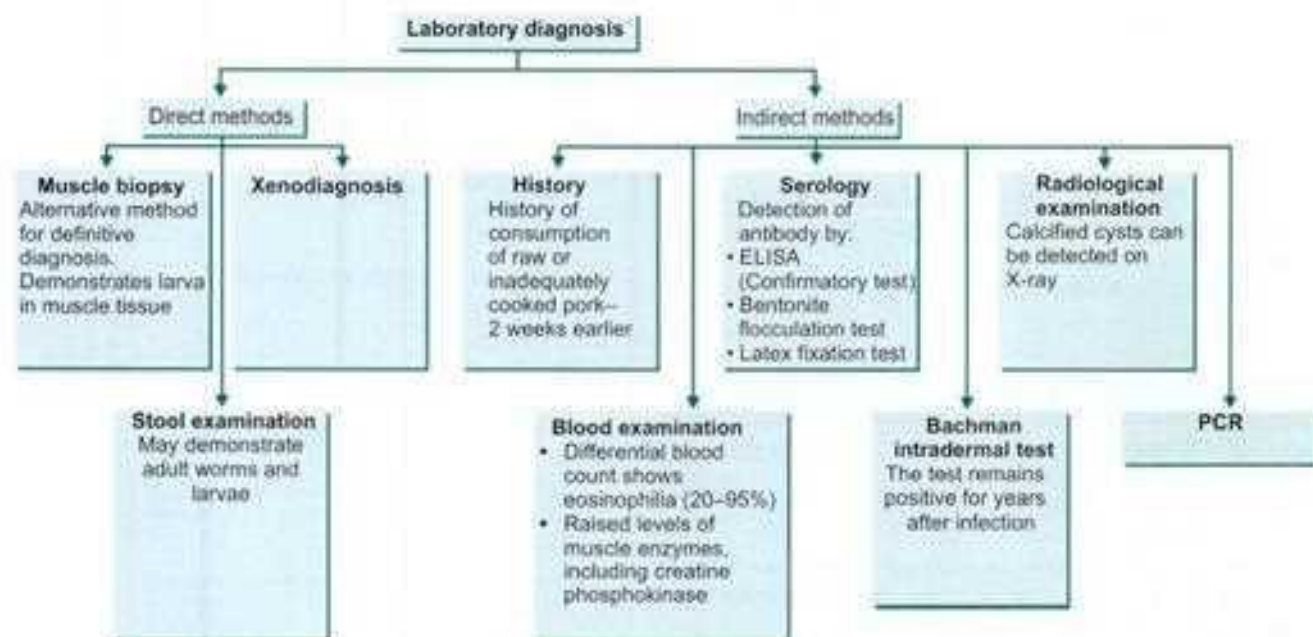 Laboratory diagnosis
Direct methods
Indirect methods
Muscle biopsy
Alternative method
for definitive
diagnosis.
Demonstrates larva
in muscle tissue
Xenodiagnosis
History
History of
consumption
of raw or
inadequately
cooked pork–
2 weeks earlier
Serology
Detection of
antibody by:
• ELISA
(Confirmatory test)
• Bentonite
flocculation test
• Latex fixation test
Radiological
examination
Calcified cysts can
be detected on
X-ray
Stool examination
May demonstrate
adult worms and
larvae
Blood examination
• Differential blood
count shows
eosinophilia (20–95%)
• Raised levels of
muscle enzymes,
including creatine
phosphokinase
Bachman
intradermal test
The test remains
positive for years
after infection
PCR